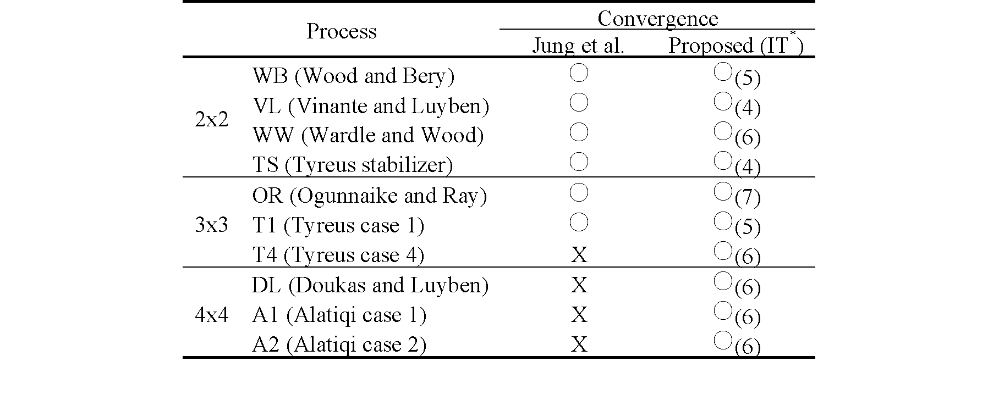 Process Convergence
Jung et al. Proposed (IT*)
2x2
WB (Wood and Bery) ○ ○(5)
VL (Vinante and Luyben) ○ ○(4)
WW (Wardle and Wood) ○ ○(6)
TS (Tyreus stabilizer) ○ ○(4)
3x3
OR (Ogunnaike and Ray) ○ ○(7)
T1 (Tyreus case 1) ○ ○(5)
T4 (Tyreus case 4) X ○(6)
4x4
DL (Doukas and Luyben) X ○(6)
A1 (Alatiqi case 1) X ○(6)
A2 (Alatiqi case 2) X ○(6)